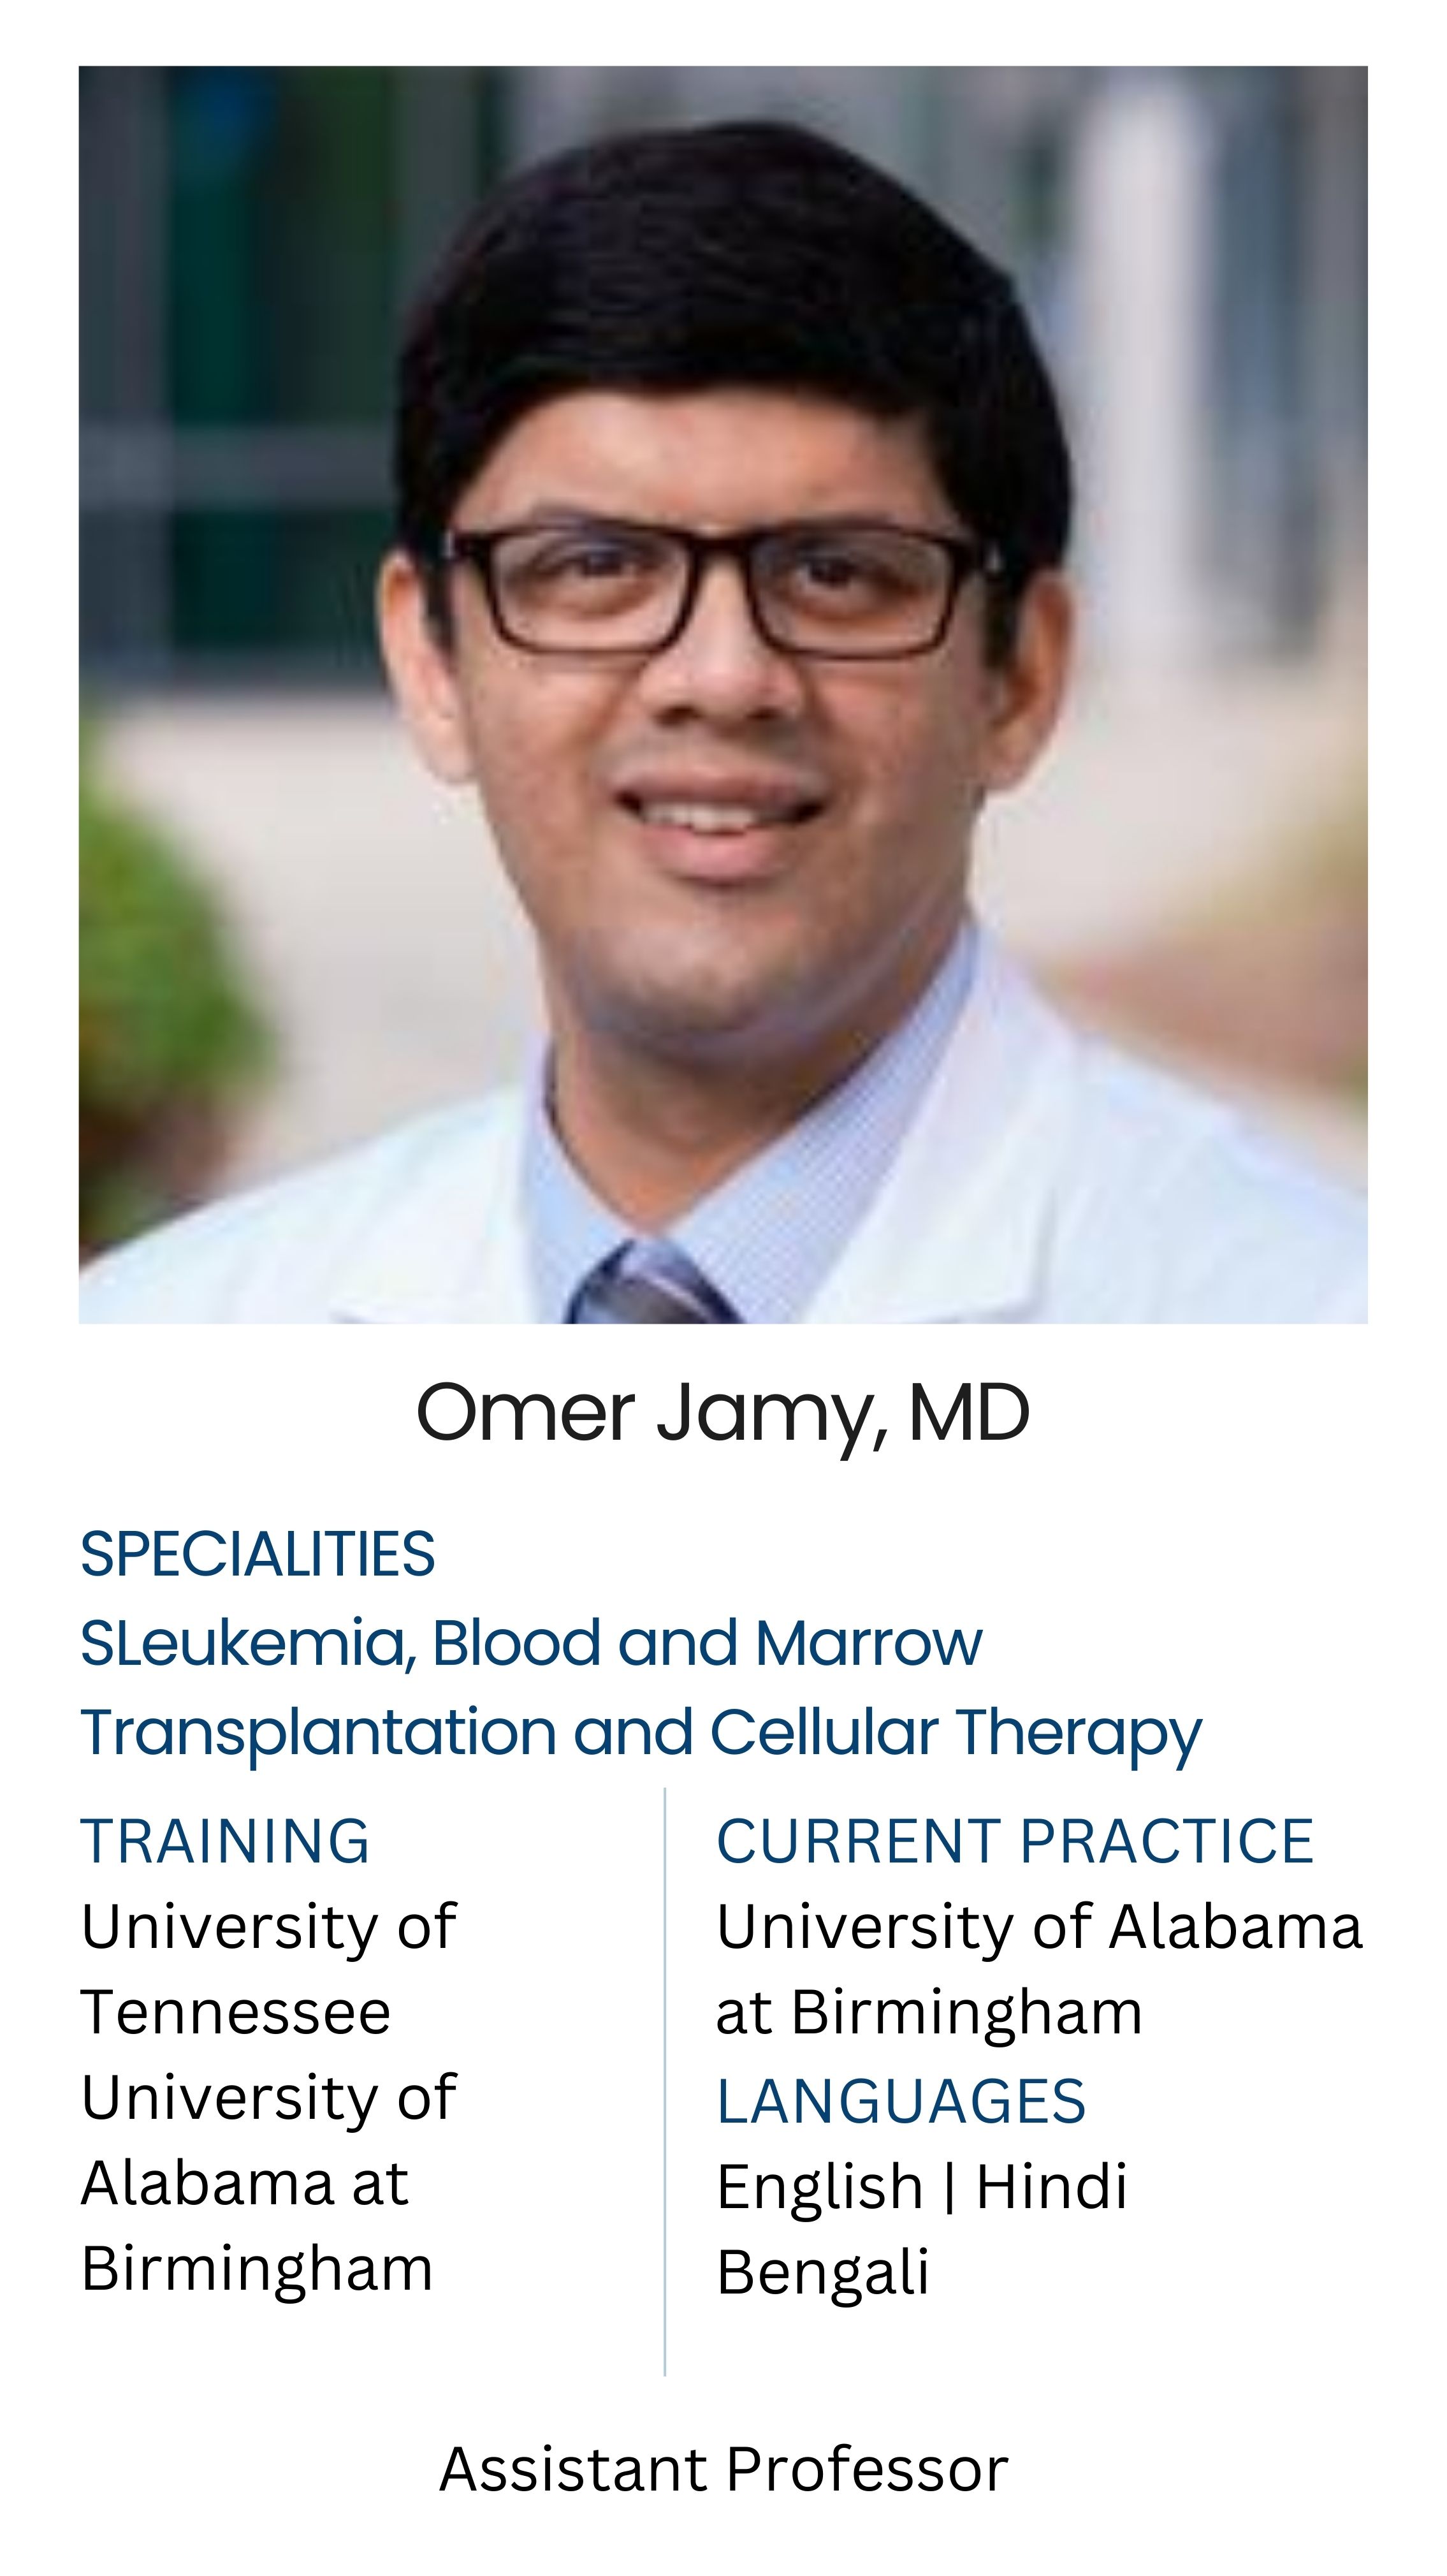 Omer Jamy, MD
SPECIALITIES
SLeukemia, Blood and Marrow
Transplantation and Cellular Therapy
TRAINING
University of
Tennessee
University of
Alabama at
Birmingham
CURRENT PRACTICE
University of Alabama
at Birmingham
LANGUAGES
English | Hindi
Bengali
Assistant Professor